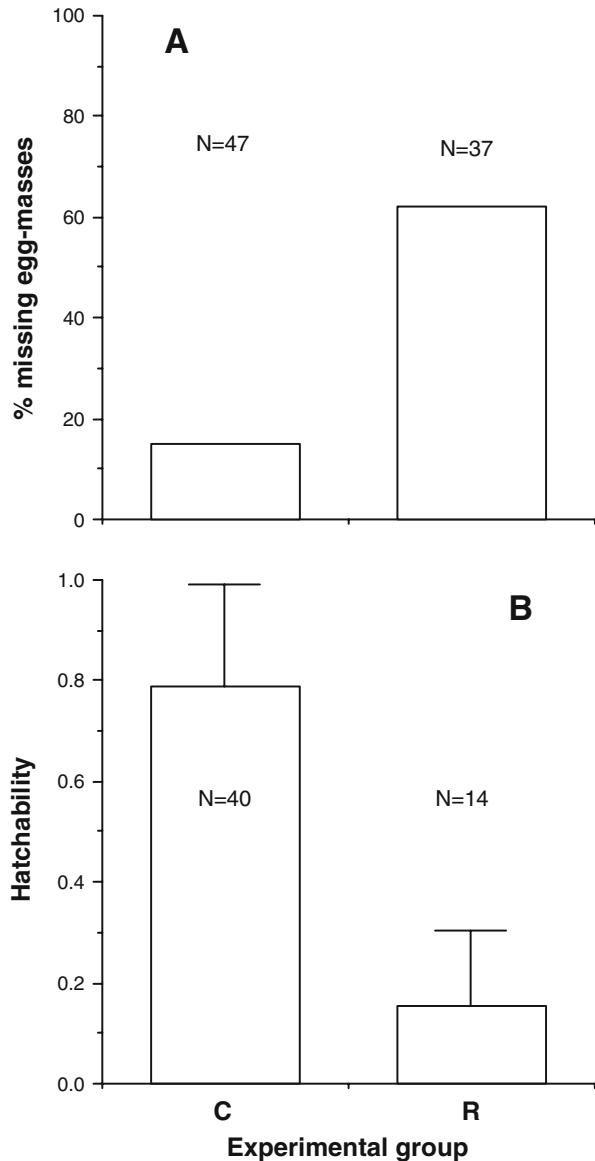 100
A
80
N=47
N=37
60
% missing egg-masses
40
20
0
1.0
B
0.8
Hatchability
0.6
N=40
N=14
0.4
0.2
0.0
C
R
Experimental group